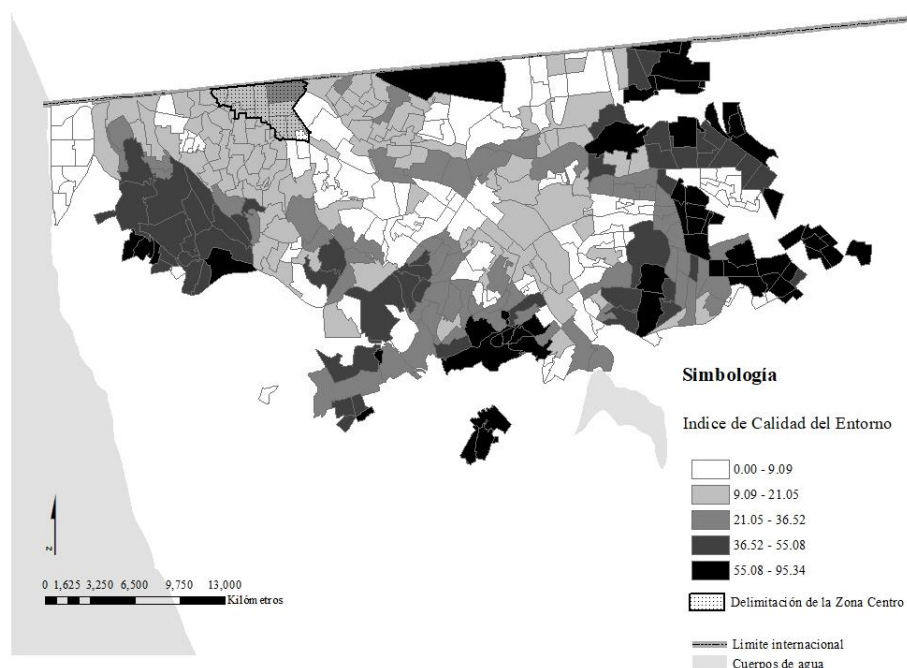 Simbología
Indice de Calidad del Entorno
0.00 - 9.09
9.09 - 21.05
21.05 - 36.52
36.52 - 55.08
55.08 - 95.34
Delimitación de la Zona Centro
Limite internacional
Cuerpos de agua
N
0 1,625 3,250 6,500 9,750 13,000
Kilómetros